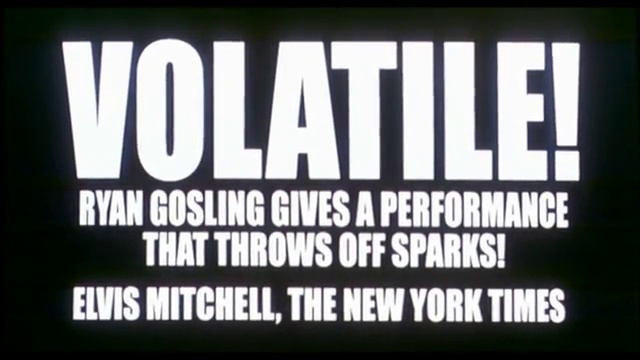 VOLATILE!
RYAN GOSLING GIVES A PERFORMANCE
THAT THROWS OFF SPARKS!
ELVIS MITCHELL, THE NEW YORK TIMES